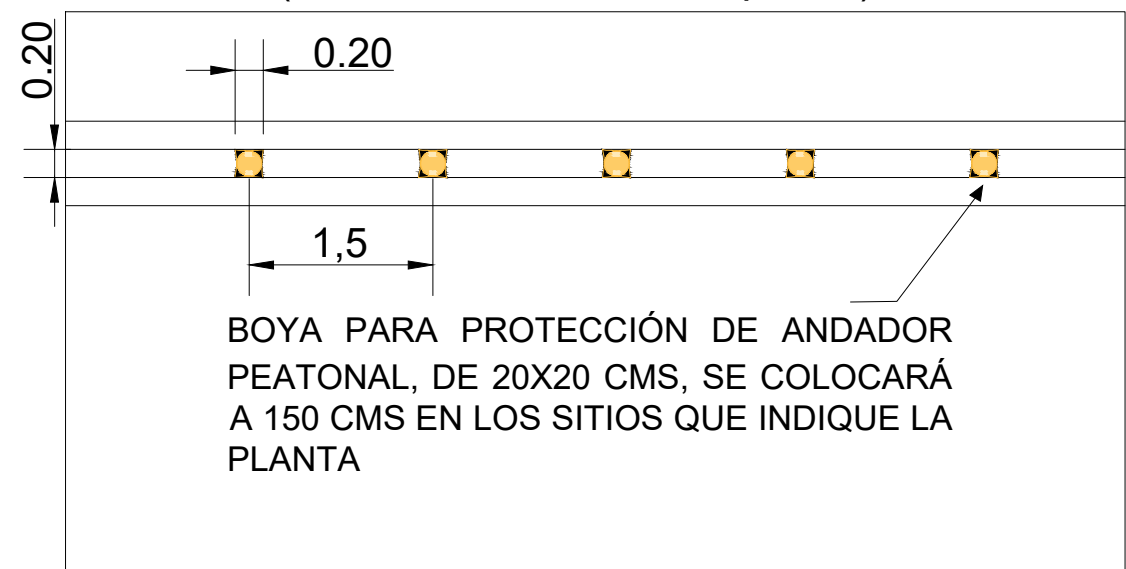 0.20
0.20
1,5
BOYA PARA PROTECCIÓN DE ANDADOR
PEATONAL, DE 20X20 CMS, SE COLOCARÁ
A 150 CMS EN LOS SITIOS QUE INDIQUE LA
PLANTA